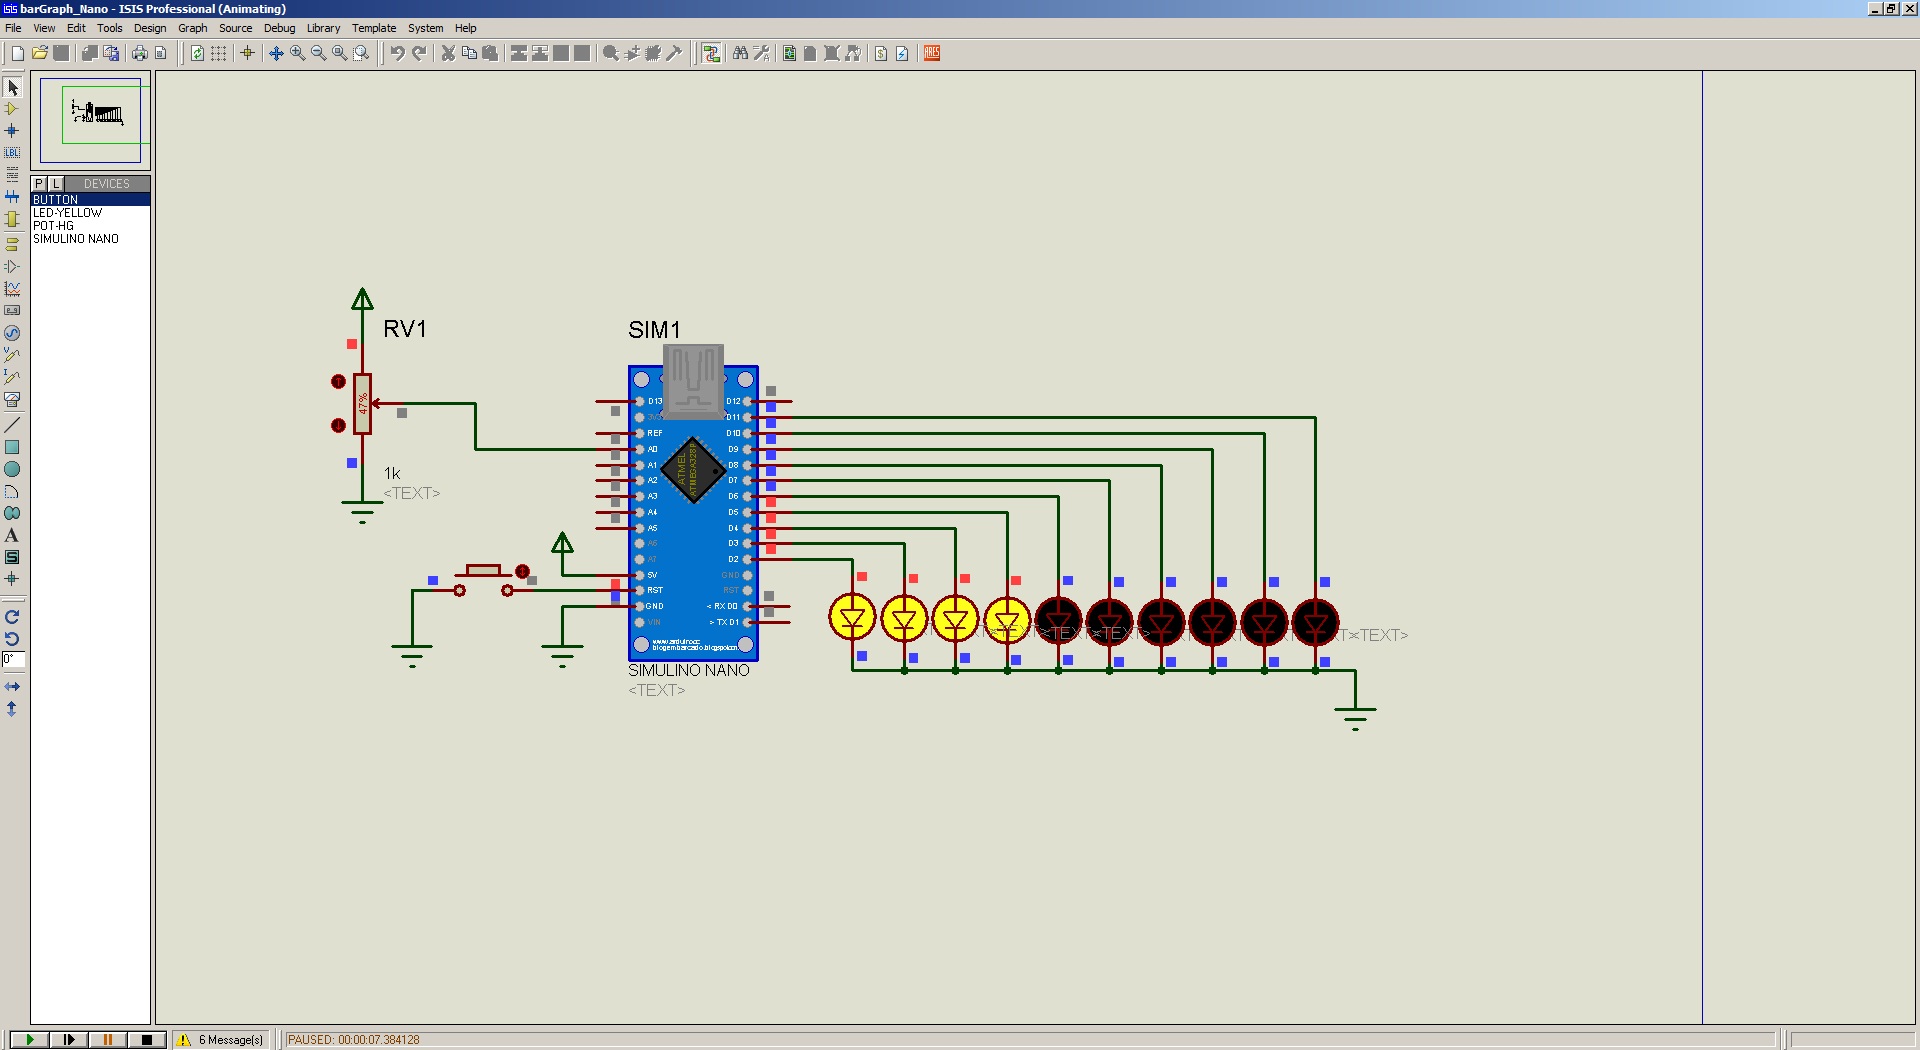 barGraph_Nano - ISIS Professional (Animating)
File View Edit Tools Design Graph Source Debug Library Template System Help
ARES
LBL
P L DEVICES
BUTTON
LED-YELLOW
POT-HG
SIMULINO NANO
RV1
47%
1k
<TEXT>
SIM1
D13
3V3
REF
A0
A1
A2
A3
A4
A5
A6
A7
5V
RST
GND
VIN
D12
D11
D10
D9
D8
D7
D6
D5
D4
D3
D2
GND
RST
< RX D0
> TX D1
ATMEL
ATMEGA328P
www.arduino.cc
blogembarcado.blogspot.com
SIMULINO NANO
<TEXT>
<TEXT>
0°
6 Message(s)
PAUSED: 00:00:07.384128